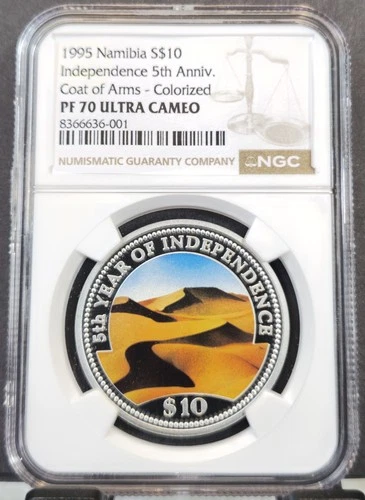 1995 Namibia S$10
Independence 5th Anniv.
Coat of Arms - Colorized
PF 70 ULTRA CAMEO
8366636-001
NUMISMATIC GUARANTY COMPANY NGC
5th YEAR OF INDEPENDENCE
$10